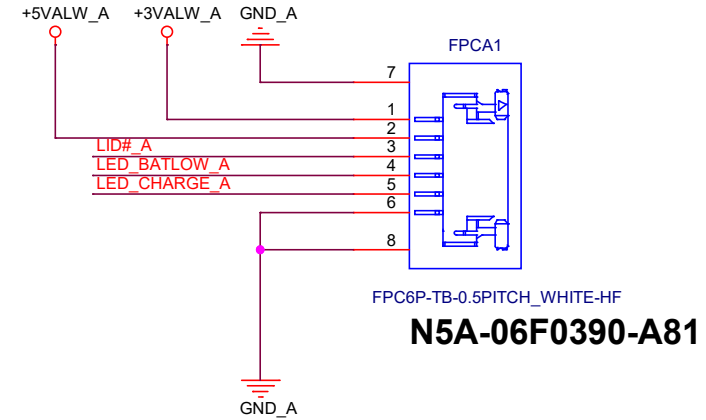 +5VALW_A +3VALW_A GND_A
FPCA1
7
1
2
LID#_A 3
LED_BATLOW_A 4
LED_CHARGE_A 5
6
8
FPC6P-TB-0.5PITCH_WHITE-HF
N5A-06F0390-A81
GND_A